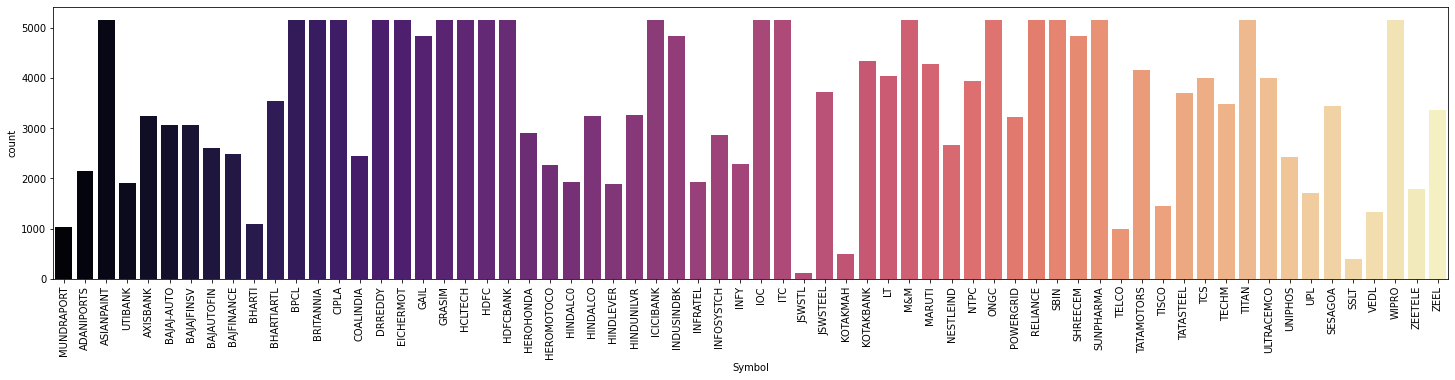 5000
4000
3000
2000
1000
0
count
MUNDRAPORT
ADANIPORTS
ASIANPAINT
UTIBANK
AXISBANK
BAJAJ-AUTO
BAJAJFINSV
BAJAUTOFIN
BAJFINANCE
BHARTI
BHARTIARTL
BPCL
BRITANNIA
CIPLA
COALINDIA
DRREDDY
EICHERMOT
GAIL
GRASIM
HCLTECH
HDFC
HDFCBANK
HEROHONDA
HEROMOTOCO
HINDALC0
HINDALCO
HINDLEVER
HINDUNILVR
ICICIBANK
INDUSINDBK
INFRATEL
INFOSYSTCH
INFY
IOC
ITC
JSWSTL
JSWSTEEL
KOTAKMAH
KOTAKBANK
LT
M&M
MARUTI
NESTLEIND
NTPC
ONGC
POWERGRID
RELIANCE
SBIN
SHREECEM
SUNPHARMA
TELCO
TATAMOTORS
TISCO
TATASTEEL
TCS
TECHM
TITAN
ULTRACEMCO
UNIPHOS
UPL
SESAGOA
SSLT
VEDL
WIPRO
ZEETELE
ZEEL
Symbol